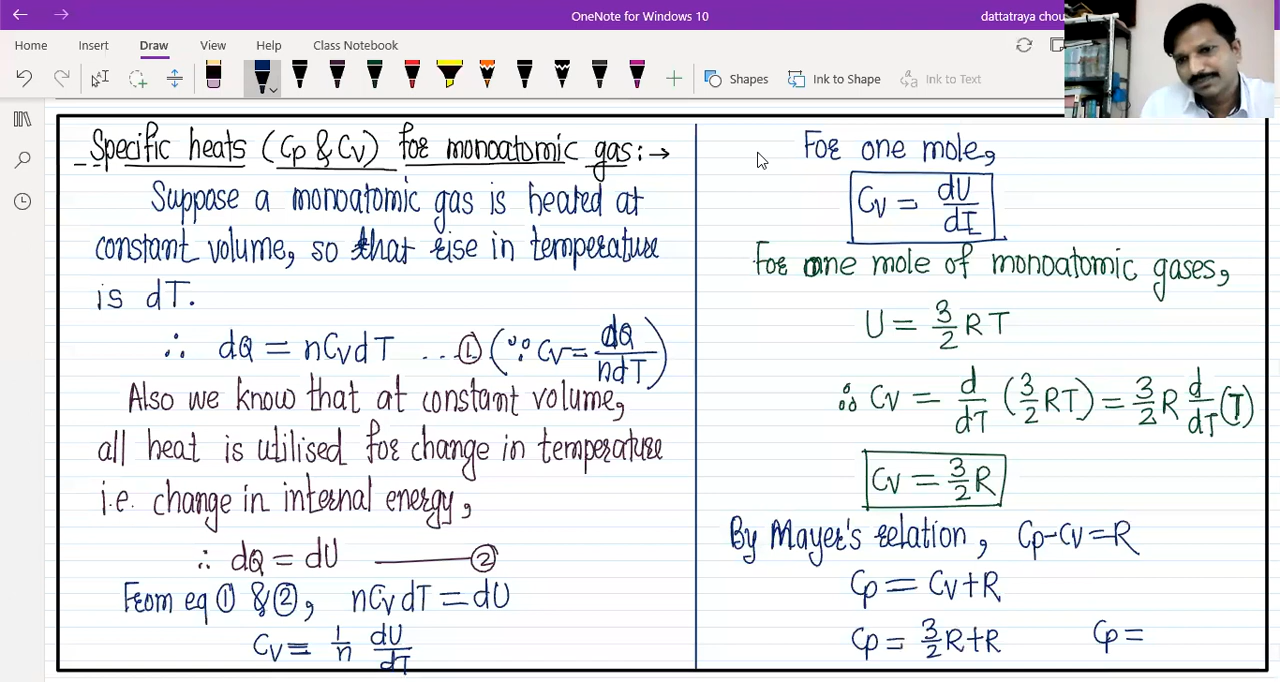 OneNote for Windows 10
dattatraya chou
Home Insert Draw View Help Class Notebook
Shapes Ink to Shape Ink to Text
Specific heats (Cp & Cv) for monoatomic gas:→
Suppose a monoatomic gas is heated at
constant volume, so that rise in temperature
is dT.
∴ dQ = nCvdT ... ① (∵ Cv = dQ/ndT)
Also we know that at constant volume,
all heat is utilised for change in temperature
i.e. change in internal energy,
∴ dQ = dU —— ②
From eq ① & ②, nCvdT = dU
Cv = 1/n dU/dT
For one mole,
Cv = dU/dT
For one mole of monoatomic gases,
U = 3/2 RT
∴ Cv = d/dT (3/2 RT) = 3/2 R d/dT (T)
Cv = 3/2 R
By Mayer's relation, Cp-Cv=R
Cp = Cv+R
Cp = 3/2 R+R Cp =